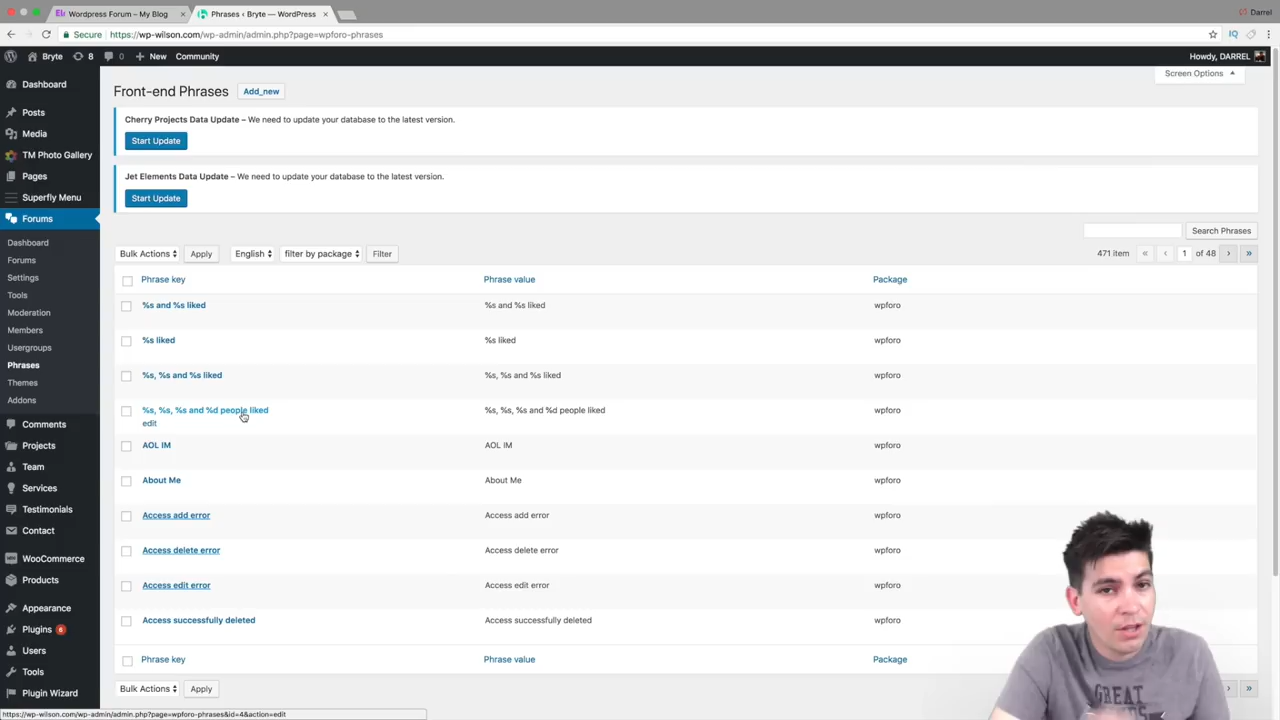 Wordpress Forum – My Blog
Phrases ‹ Bryte — WordPress
Darrel
Secure
https://wp-wilson.com/wp-admin/admin.php?page=wpforo-phrases
IQ
Bryte
8
0
New
Community
Howdy, DARREL
Screen Options
Dashboard
Posts
Media
TM Photo Gallery
Pages
Superfly Menu
Forums
Dashboard
Forums
Settings
Tools
Moderation
Members
Usergroups
Phrases
Themes
Addons
Comments
Projects
Team
Services
Testimonials
Contact
WooCommerce
Products
Appearance
Plugins 6
Users
Tools
Plugin Wizard
Front-end Phrases
Add_new
Cherry Projects Data Update – We need to update your database to the latest version.
Start Update
Jet Elements Data Update – We need to update your database to the latest version.
Start Update
Search Phrases
Bulk Actions
Apply
English
filter by package
Filter
471 item « ‹ 1 of 48 › »
Phrase key Phrase value Package
%s and %s liked %s and %s liked wpforo
%s liked %s liked wpforo
%s, %s and %s liked %s, %s and %s liked wpforo
%s, %s, %s and %d people liked %s, %s, %s and %d people liked wpforo
edit
AOL IM AOL IM wpforo
About Me About Me wpforo
Access add error Access add error wpforo
Access delete error Access delete error wpforo
Access edit error Access edit error wpforo
Access successfully deleted Access successfully deleted wpforo
Phrase key Phrase value Package
Bulk Actions
Apply
› »
GREAT
https://wp-wilson.com/wp-admin/admin.php?page=wpforo-phrases&id=4&action=edit